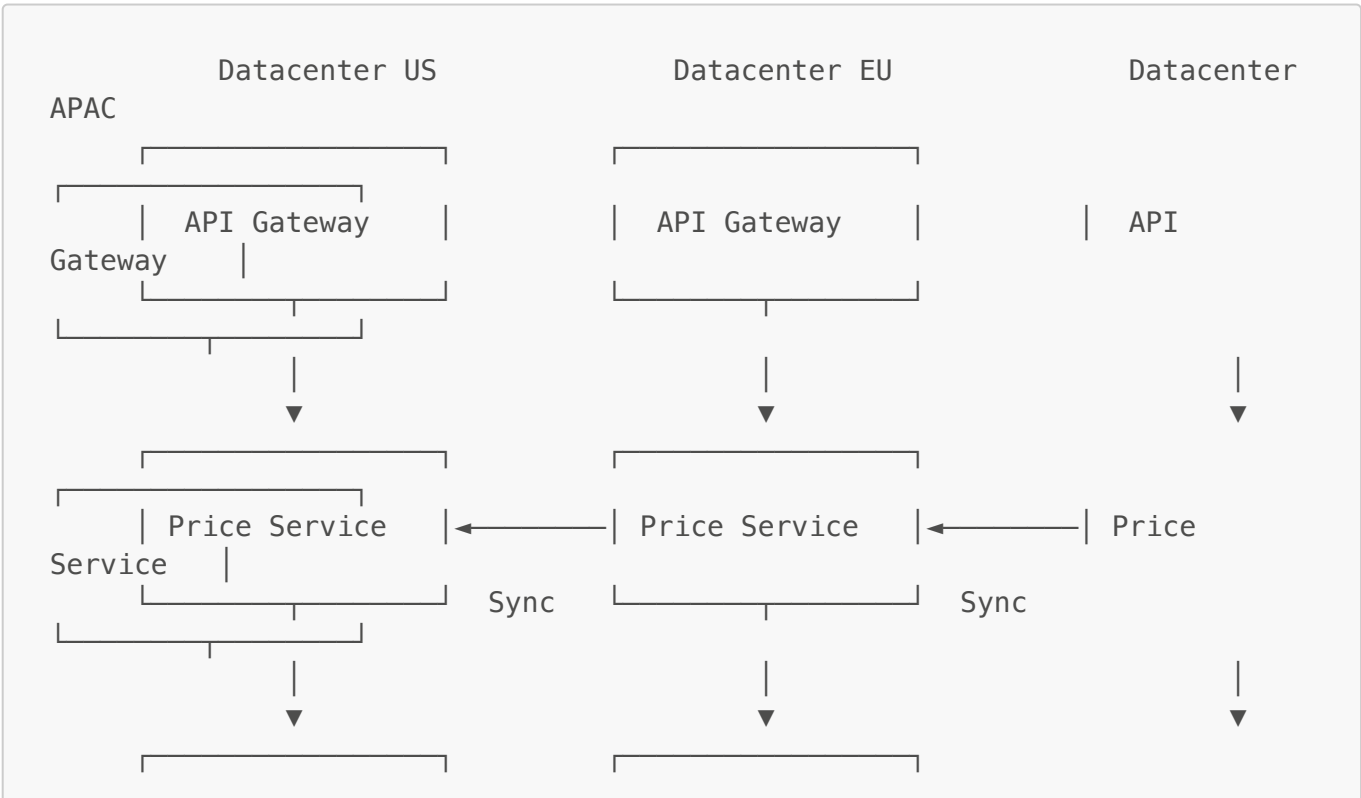 Datacenter US Datacenter EU Datacenter
APAC
API Gateway API Gateway API
Gateway
Price Service Price Service Price
Service
Sync Sync